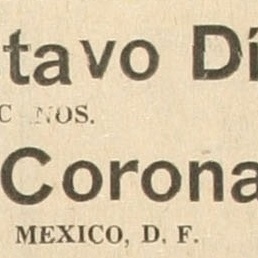 tavo Dí
C NOS.
Corona
MEXICO, D. F.